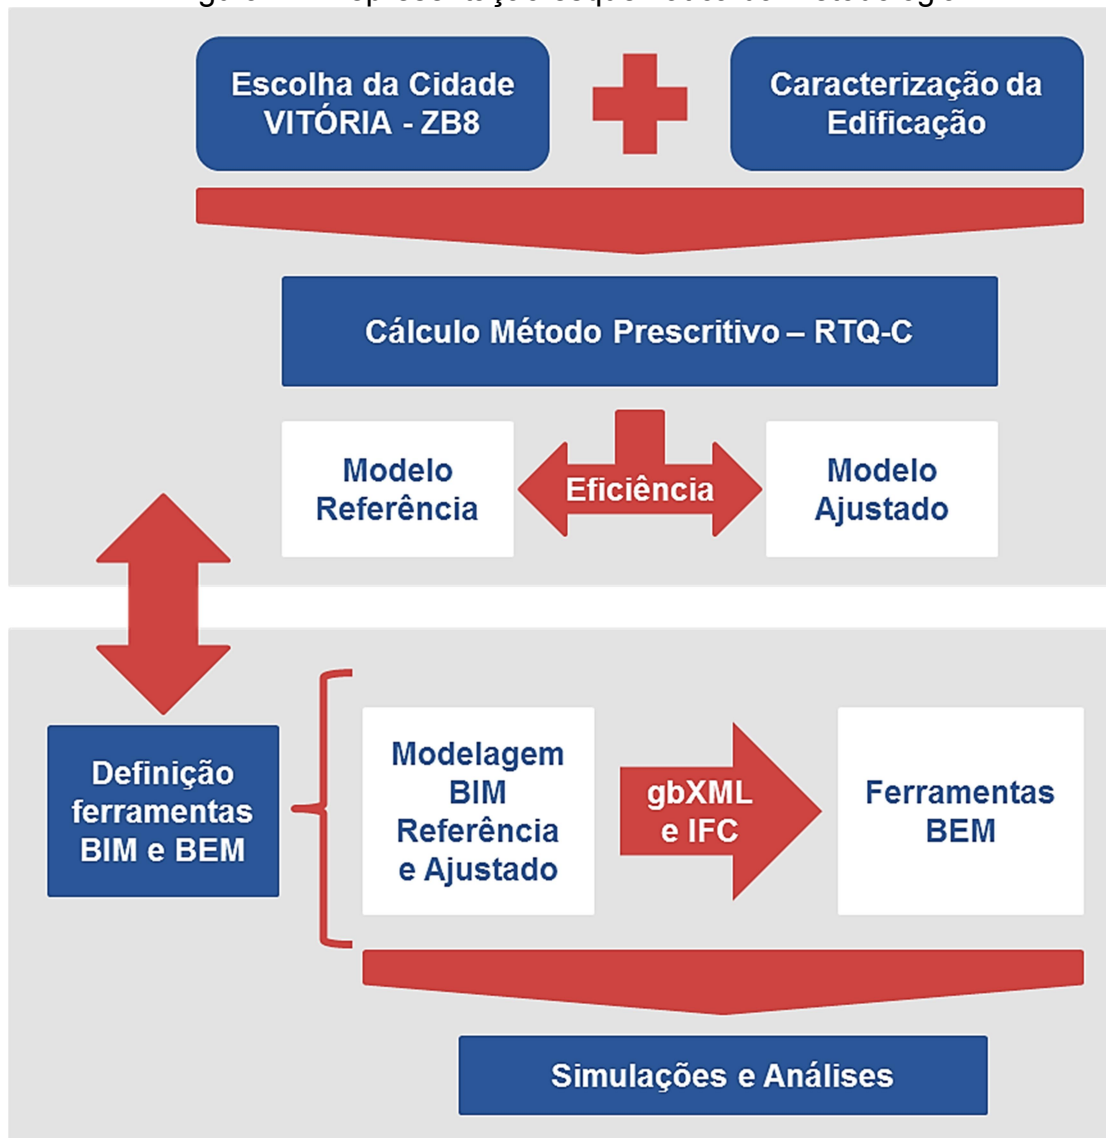 Escolha da Cidade
VITÓRIA - ZB8
Caracterização da
Edificação
Cálculo Método Prescritivo – RTQ-C
Modelo
Referência
Eficiência
Modelo
Ajustado
Definição
ferramentas
BIM e BEM
Modelagem
BIM
Referência
e Ajustado
gbXML
e IFC
Ferramentas
BEM
Simulações e Análises